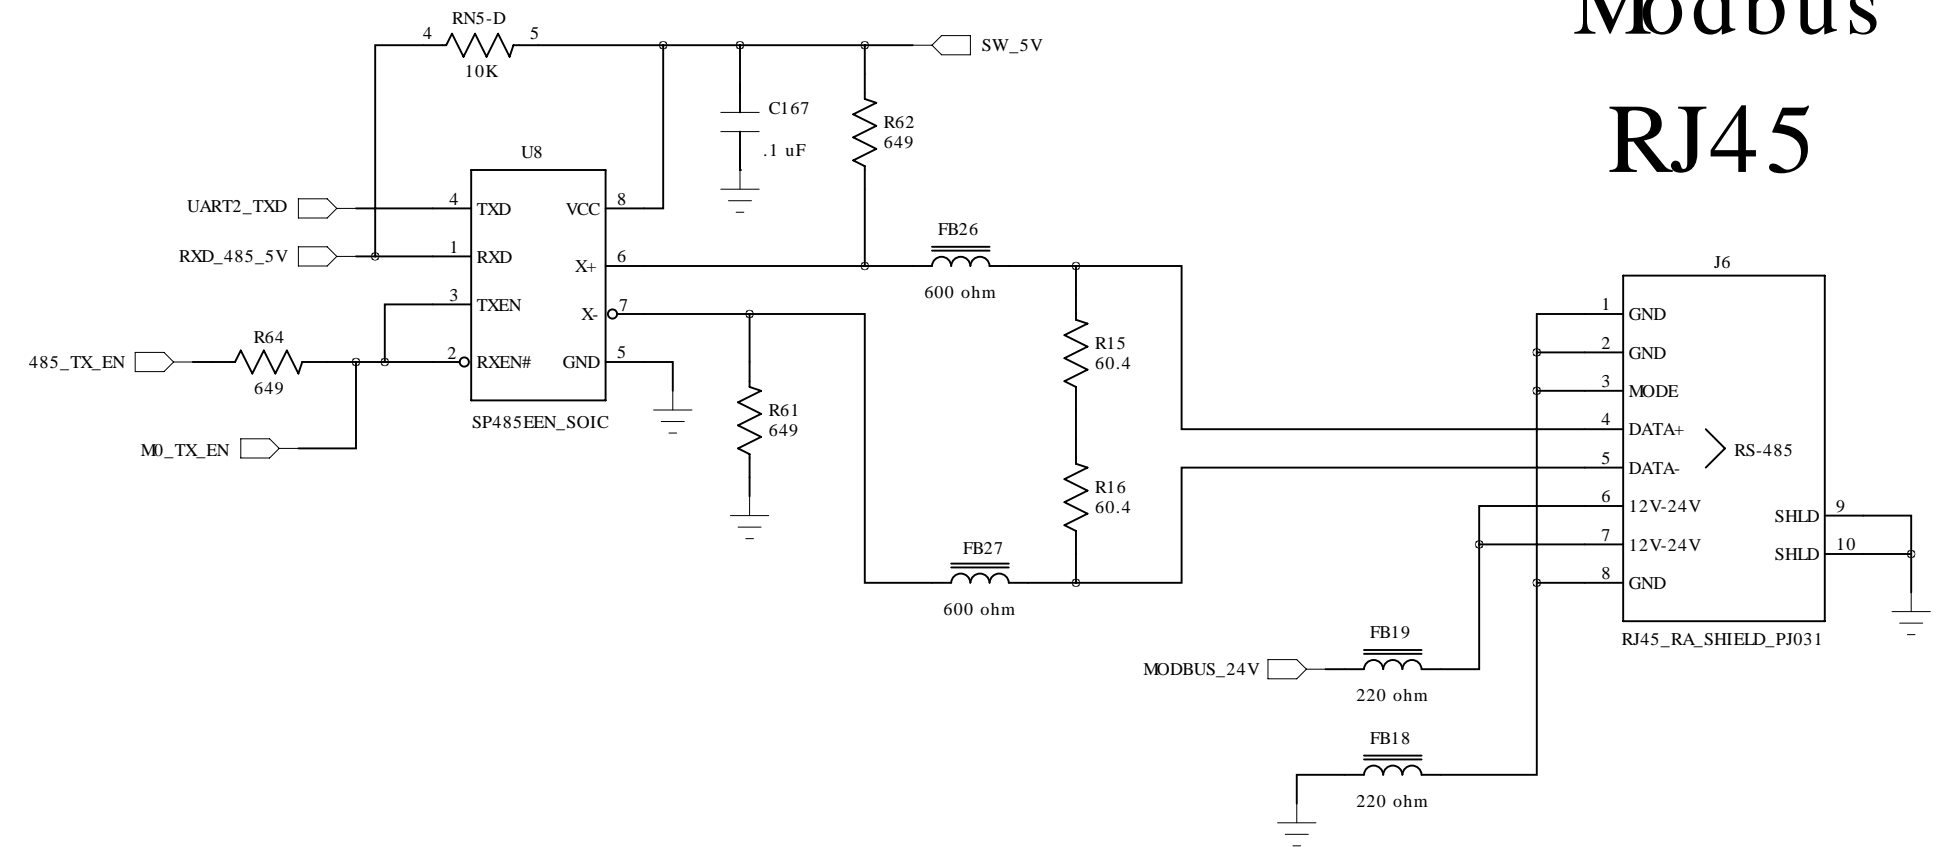 Modbus
RJ45
RN5-D
4
5
10K
SW_5V
C167
.1 uF
R62
649
U8
UART2_TXD
4
TXD
VCC
8
RXD_485_5V
1
RXD
X+
6
3
TXEN
X-
7
485_TX_EN
R64
649
2
RXEN#
GND
5
SP485EEN_SOIC
M0_TX_EN
R61
649
FB26
600 ohm
R15
60.4
R16
60.4
FB27
600 ohm
J6
1
GND
2
GND
3
MODE
4
DATA+
5
DATA-
RS-485
6
12V-24V
7
12V-24V
8
GND
SHLD
9
SHLD
10
RJ45_RA_SHIELD_PJ031
FB19
MODBUS_24V
220 ohm
FB18
220 ohm